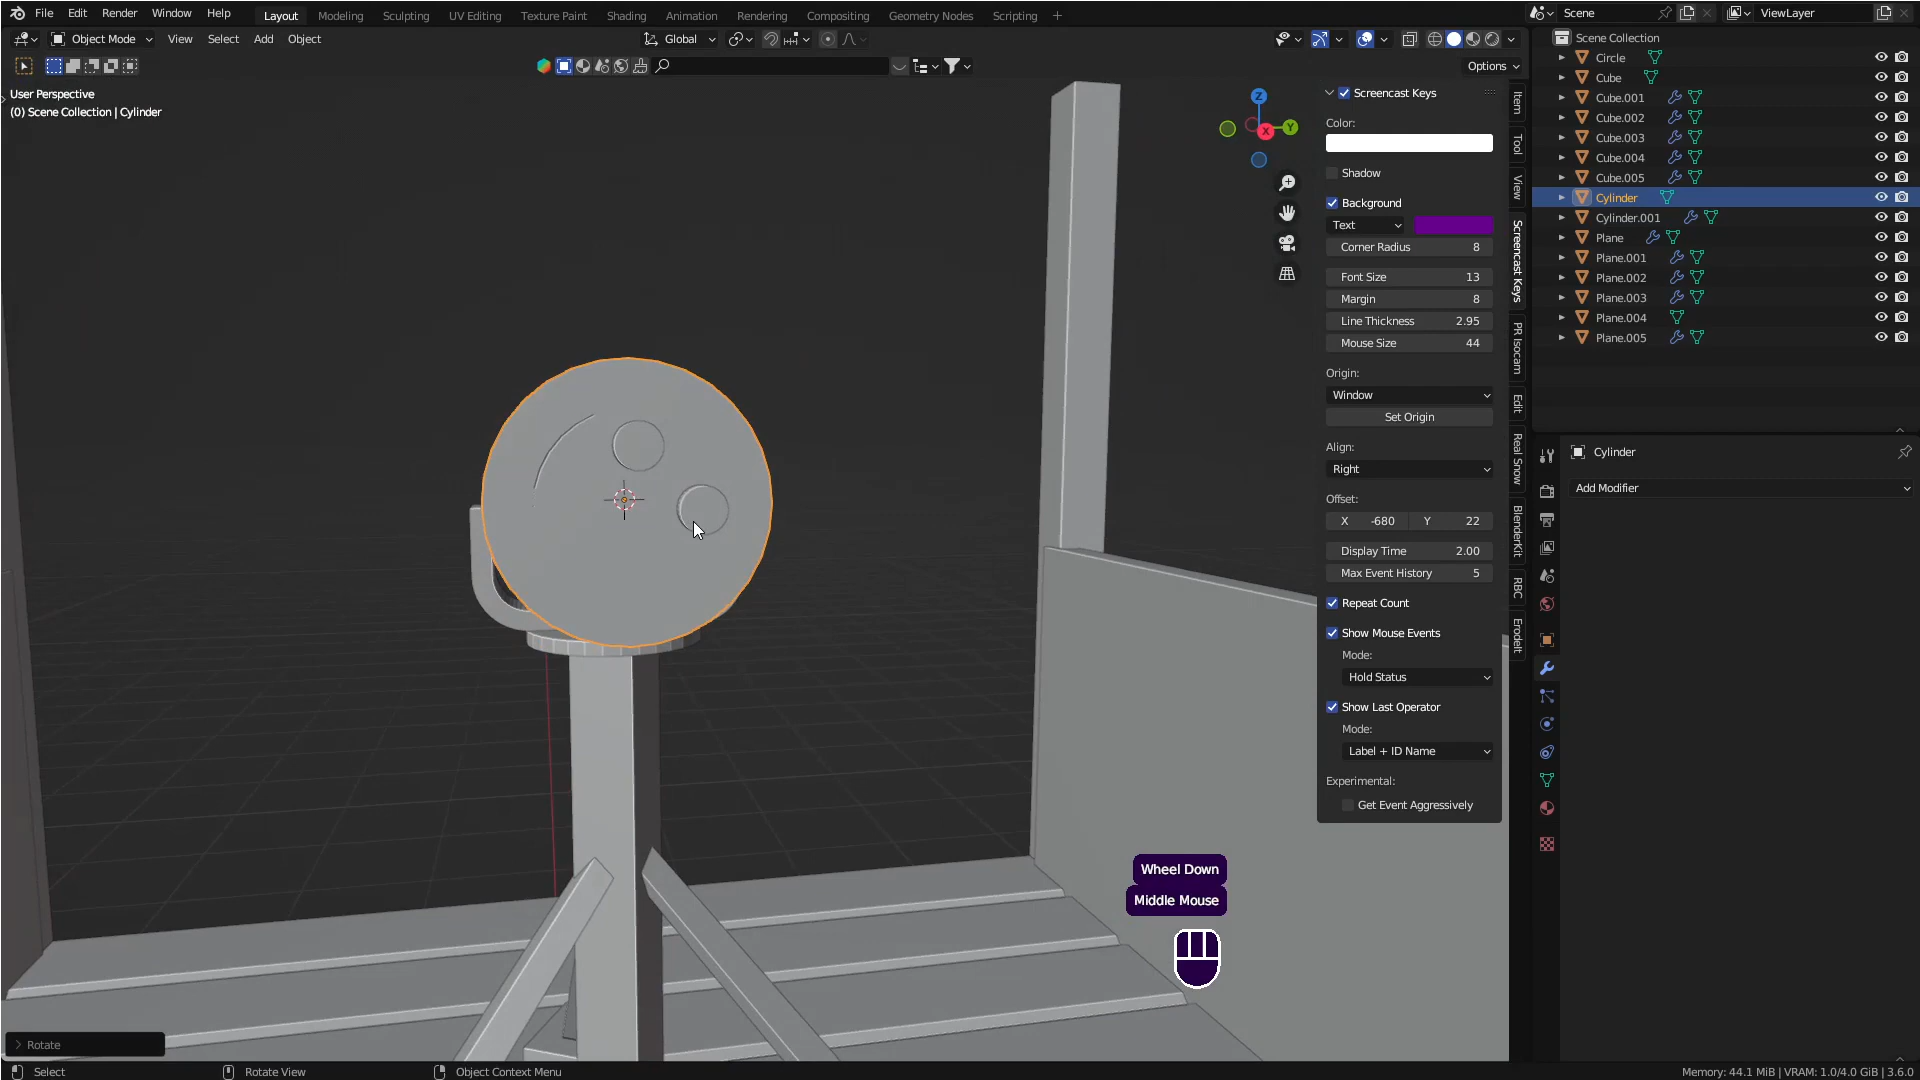 File Edit Render Window Help
Layout Modeling Sculpting UV Editing Texture Paint Shading Animation Rendering Compositing Geometry Nodes Scripting +
Scene
ViewLayer
Object Mode View Select Add Object
Global
Options
User Perspective
(0) Scene Collection | Cylinder
Z
Y
X
Screencast Keys
Color:
Shadow
Background
Text
Corner Radius 8
Font Size 13
Margin 8
Line Thickness 2.95
Mouse Size 44
Origin:
Window
Set Origin
Align:
Right
Offset:
X -680 Y 22
Display Time 2.00
Max Event History 5
Repeat Count
Show Mouse Events
Mode:
Hold Status
Show Last Operator
Mode:
Label + ID Name
Experimental:
Get Event Aggressively
Item
Tool
View
Screencast Keys
PR Isocam
Edit
Real Snow
BlenderKit
RBC
ErodeIt
Scene Collection
Circle
Cube
Cube.001
Cube.002
Cube.003
Cube.004
Cube.005
Cylinder
Cylinder.001
Plane
Plane.001
Plane.002
Plane.003
Plane.004
Plane.005
Cylinder
Add Modifier
Wheel Down
Middle Mouse
Rotate
Select Rotate View Object Context Menu
Memory: 44.1 MiB | VRAM: 1.0/4.0 GiB | 3.6.0